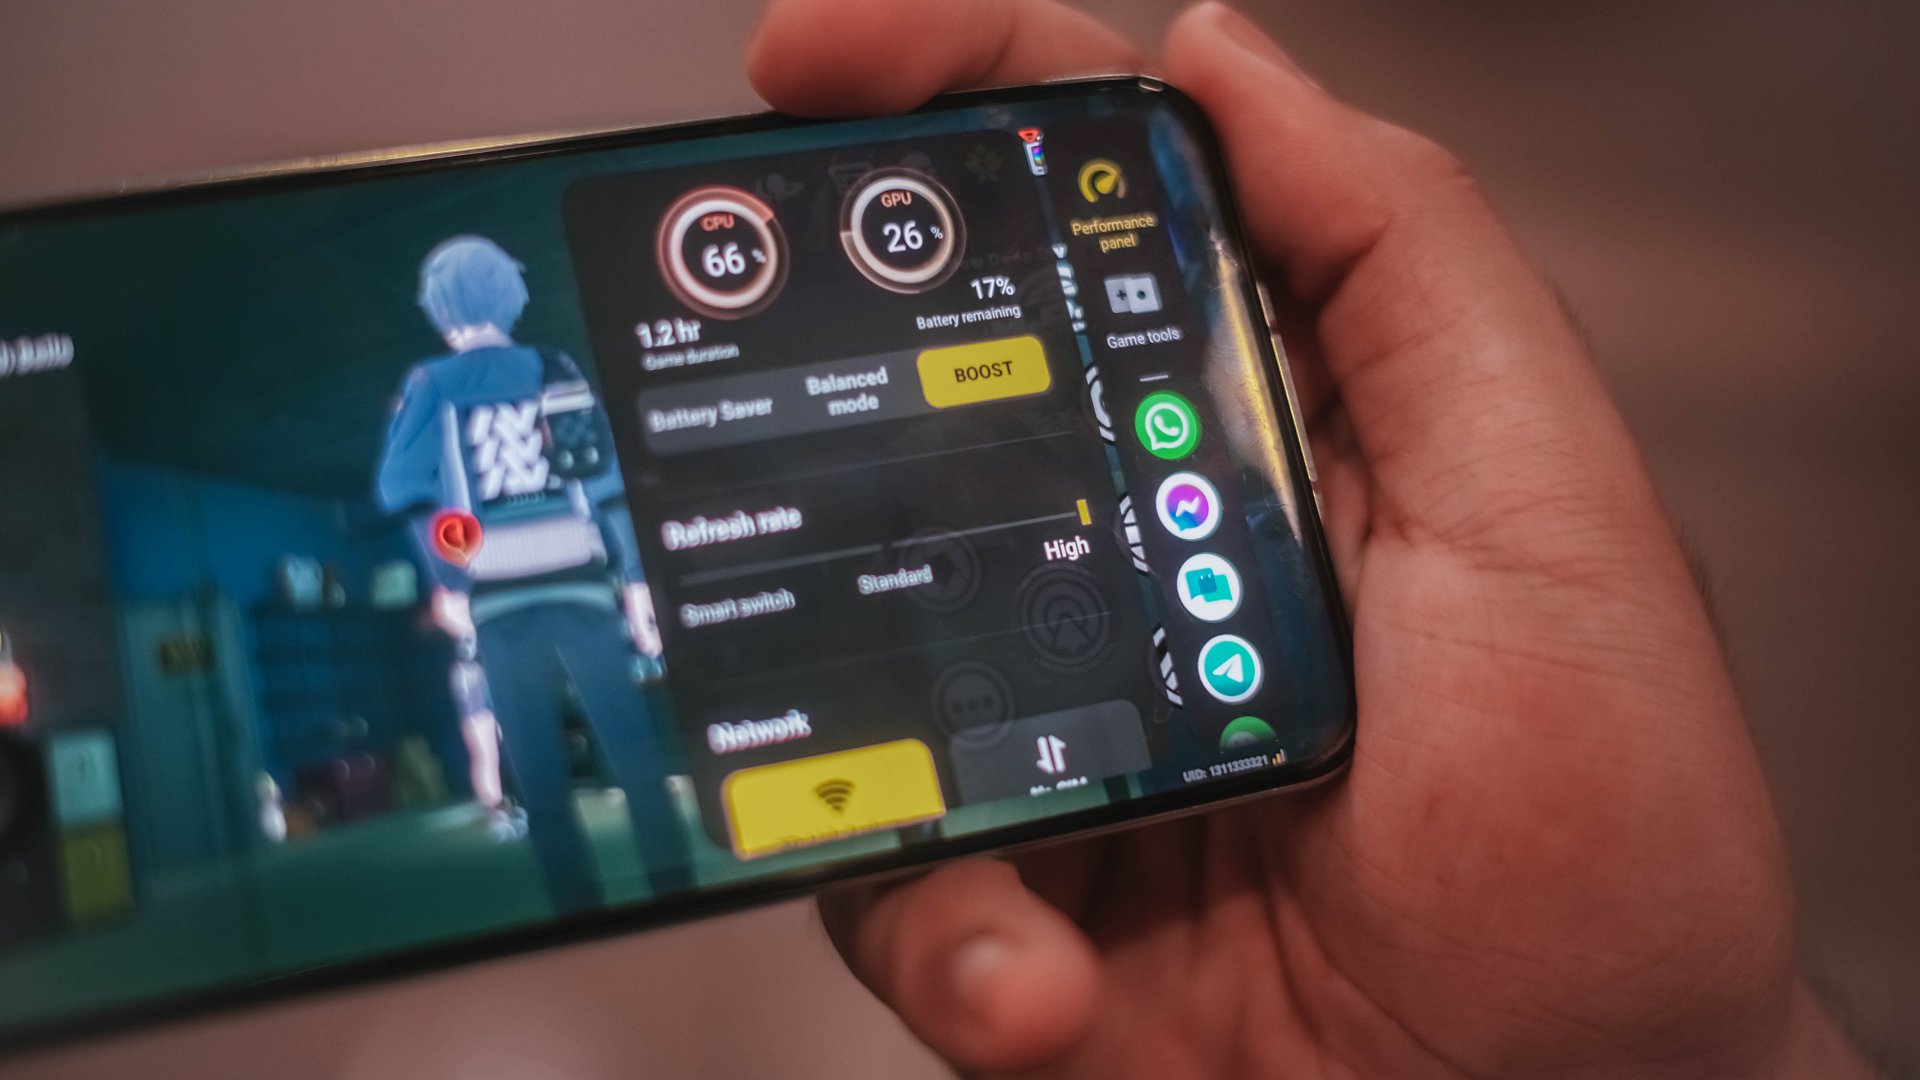 CPU
66 %
GPU
26 %
1.2 hr
Game duration
17%
Battery remaining
Battery Saver
Balanced
mode
BOOST
Refresh rate
High
Standard
Smart switch
Network
Performance
panel
Game tools
UID: 1311333321